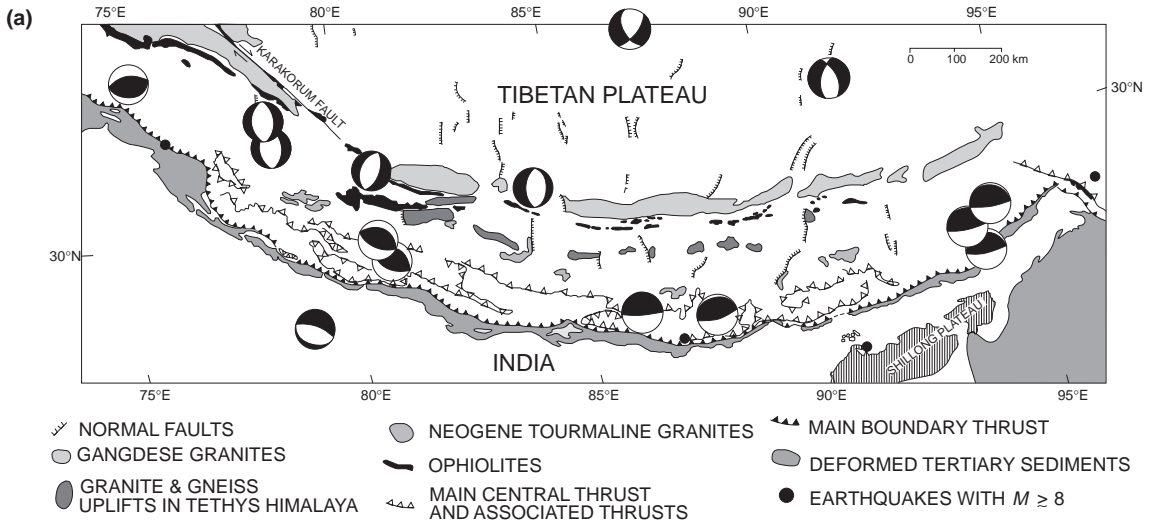 (a)
75°E 80°E 85°E 90°E 95°E
KARAKORUM FAULT
TIBETAN PLATEAU
0 100 200 km
30°N
30°N
SHILLONG PLATEAU
INDIA
75°E 80°E 85°E 90°E 95°E
NORMAL FAULTS
GANGDESE GRANITES
GRANITE & GNEISS
UPLIFTS IN TETHYS HIMALAYA
NEOGENE TOURMALINE GRANITES
OPHIOLITES
MAIN CENTRAL THRUST
AND ASSOCIATED THRUSTS
MAIN BOUNDARY THRUST
DEFORMED TERTIARY SEDIMENTS
EARTHQUAKES WITH M ≳ 8